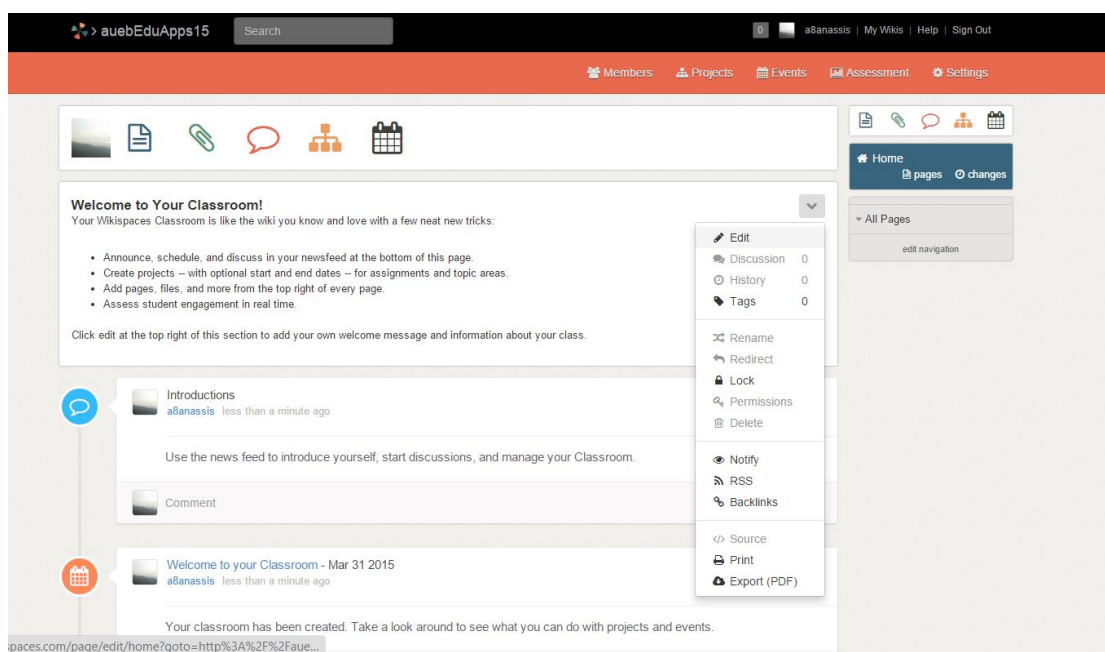 auebEduApps15
Search
0
a8anassis | My Wikis | Help | Sign Out
Members
Projects
Events
Assessment
Settings
Home
pages changes
All Pages
edit navigation
Welcome to Your Classroom!
Your Wikispaces Classroom is like the wiki you know and love with a few neat new tricks:
Announce, schedule, and discuss in your newsfeed at the bottom of this page.
Create projects -- with optional start and end dates -- for assignments and topic areas.
Add pages, files, and more from the top right of every page.
Assess student engagement in real time.
Click edit at the top right of this section to add your own welcome message and information about your class.
Edit
Discussion 0
History 0
Tags 0
Rename
Redirect
Lock
Permissions
Delete
Notify
RSS
Backlinks
</> Source
Print
Export (PDF)
Introductions
a8anassis less than a minute ago
Use the news feed to introduce yourself, start discussions, and manage your Classroom.
Comment
Welcome to your Classroom - Mar 31 2015
a8anassis less than a minute ago
Your classroom has been created. Take a look around to see what you can do with projects and events.
spaces.com/page/edit/home?goto=http%3A%2F%2Faue...